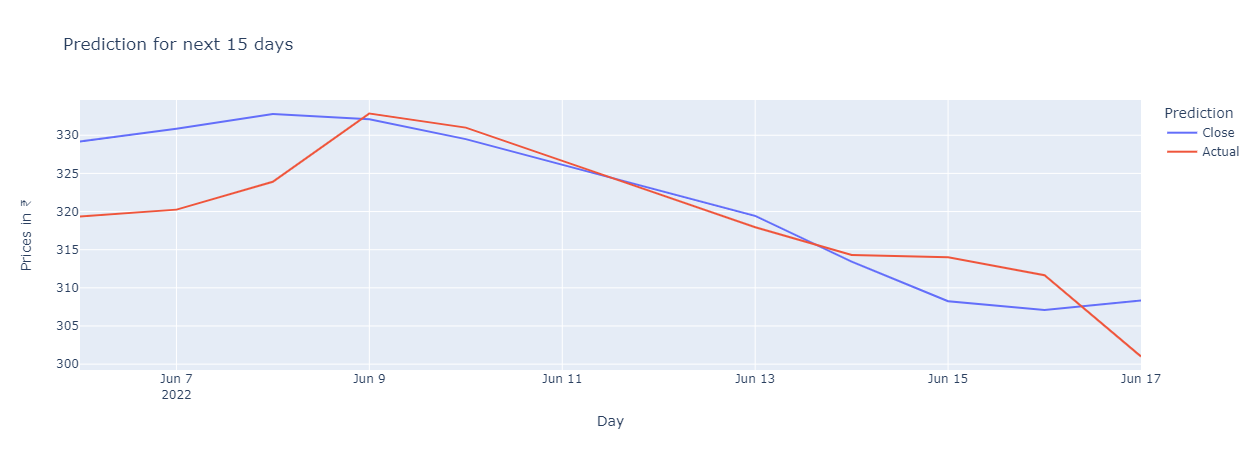 Prediction for next 15 days
Prediction
Close
Actual
Prices in ₹
330
325
320
315
310
305
300
Jun 7
2022
Jun 9
Jun 11
Jun 13
Jun 15
Jun 17
Day